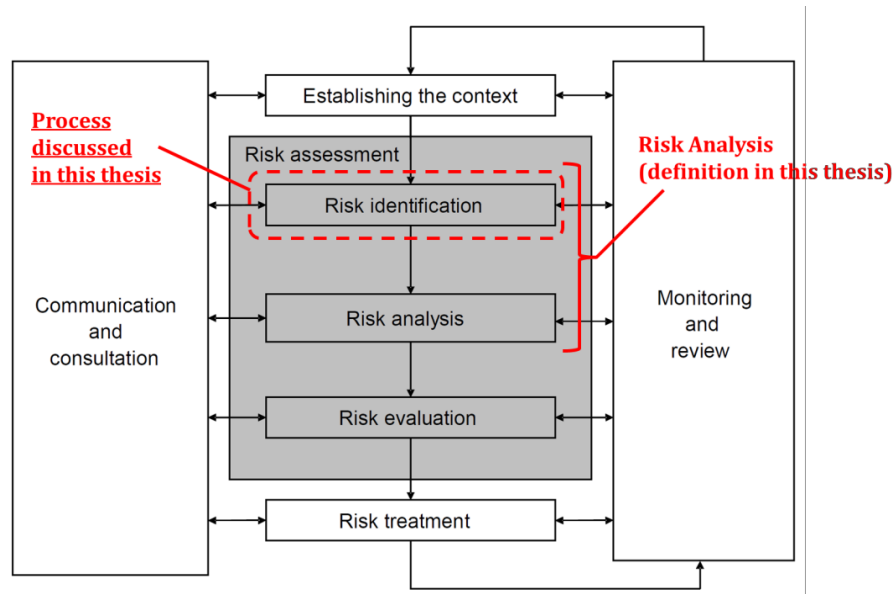 Establishing the context
Process
discussed
in this thesis
Risk assessment
Risk Analysis
(definition in this thesis)
Risk identification
Communication
and
consultation
Risk analysis
Monitoring
and
review
Risk evaluation
Risk treatment